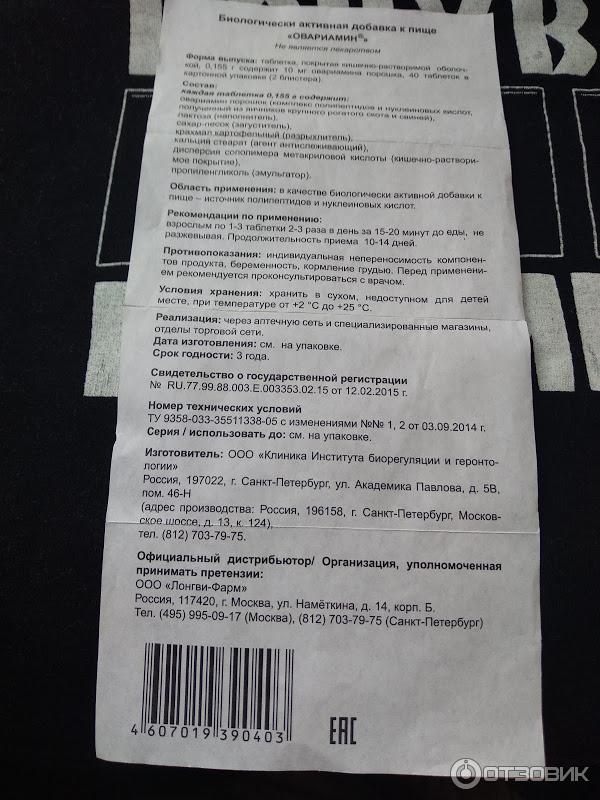 Биологически активная добавка к пище
«ОВАРИАМИН®»
Не является лекарством
Форма выпуска: таблетка, покрытая кишечно-растворимой оболоч-
кой, 0,155 г содержит 10 мг овариамина порошка, 40 таблеток в
картонной упаковке (2 блистера).
Состав:
каждая таблетка 0,155 г содержит:
овариамин порошок (комплекс полипептидов и нуклеиновых кислот,
полученный из яичников крупного рогатого скота и свиней),
лактоза (наполнитель),
сахар-песок (загуститель),
крахмал картофельный (разрыхлитель),
кальций стеарат (агент антислеживающий),
дисперсия сополимера метакриловой кислоты (кишечно-раствори-
мое покрытие),
пропиленгликоль (эмульгатор).
Область применения: в качестве биологически активной добавки к
пище – источник полипептидов и нуклеиновых кислот.
Рекомендации по применению:
взрослым по 1-3 таблетки 2-3 раза в день за 15-20 минут до еды, не
разжевывая. Продолжительность приема 10-14 дней.
Противопоказания: индивидуальная непереносимость компонен-
тов продукта, беременность, кормление грудью. Перед применени-
ем рекомендуется проконсультироваться с врачом.
Условия хранения: хранить в сухом, недоступном для детей
месте, при температуре от +2 °С до +25 °С.
Реализация: через аптечную сеть и специализированные магазины,
отделы торговой сети.
Дата изготовления: см. на упаковке.
Срок годности: 3 года.
Свидетельство о государственной регистрации
№ RU.77.99.88.003.Е.003353.02.15 от 12.02.2015 г.
Номер технических условий
ТУ 9358-033-35511338-05 с изменениями №№ 1, 2 от 03.09.2014 г.
Серия / использовать до: см. на упаковке.
Изготовитель: ООО «Клиника Института биорегуляции и геронто-
логии»
Россия, 197022, г. Санкт-Петербург, ул. Академика Павлова, д. 5В,
пом. 46-Н
(адрес производства: Россия, 196158, г. Санкт-Петербург, Москов-
ское шоссе, д. 13, к. 124),
тел. (812) 703-79-75.
Официальный дистрибьютор/ Организация, уполномоченная
принимать претензии:
ООО «Лонгви-Фарм»
Россия, 117420, г. Москва, ул. Намёткина, д. 14, корп. Б.
Тел. (495) 995-09-17 (Москва), (812) 703-79-75 (Санкт-Петербург)
4 607019 390403
ЕАС
ОТЗОВИК